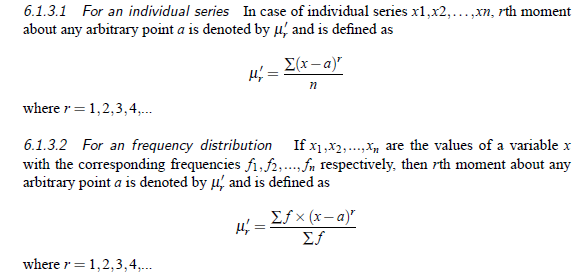 6.1.3.1 For an individual series In case of individual series x1,x2,...,xn, rth moment
about any arbitrary point a is denoted by μ′ᵣ and is defined as
μ′ᵣ = Σ(x−a)ʳ / n
where r = 1,2,3,4,...
6.1.3.2 For an frequency distribution If x₁,x₂,...,xₙ are the values of a variable x
with the corresponding frequencies f₁,f₂,...,fₙ respectively, then rth moment about any
arbitrary point a is denoted by μ′ᵣ and is defined as
μ′ᵣ = Σf×(x−a)ʳ / Σf
where r = 1,2,3,4,...